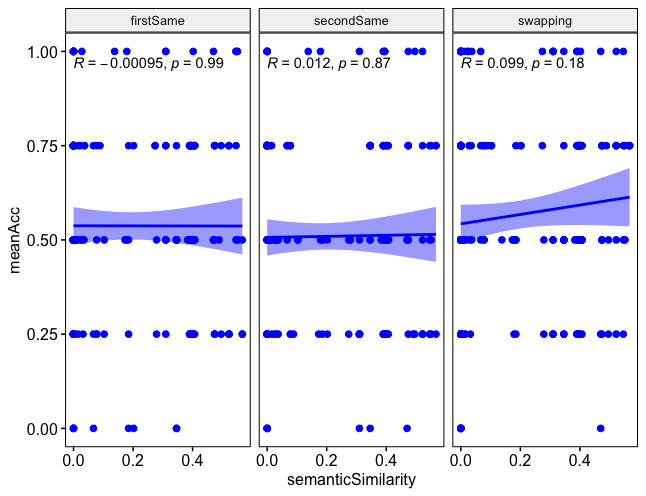 firstSame secondSame swapping
R = −0.00095, p = 0.99 R = 0.012, p = 0.87 R = 0.099, p = 0.18
1.00
0.75
0.50
0.25
0.00
meanAcc
0.0 0.2 0.4 0.0 0.2 0.4 0.0 0.2 0.4
semanticSimilarity